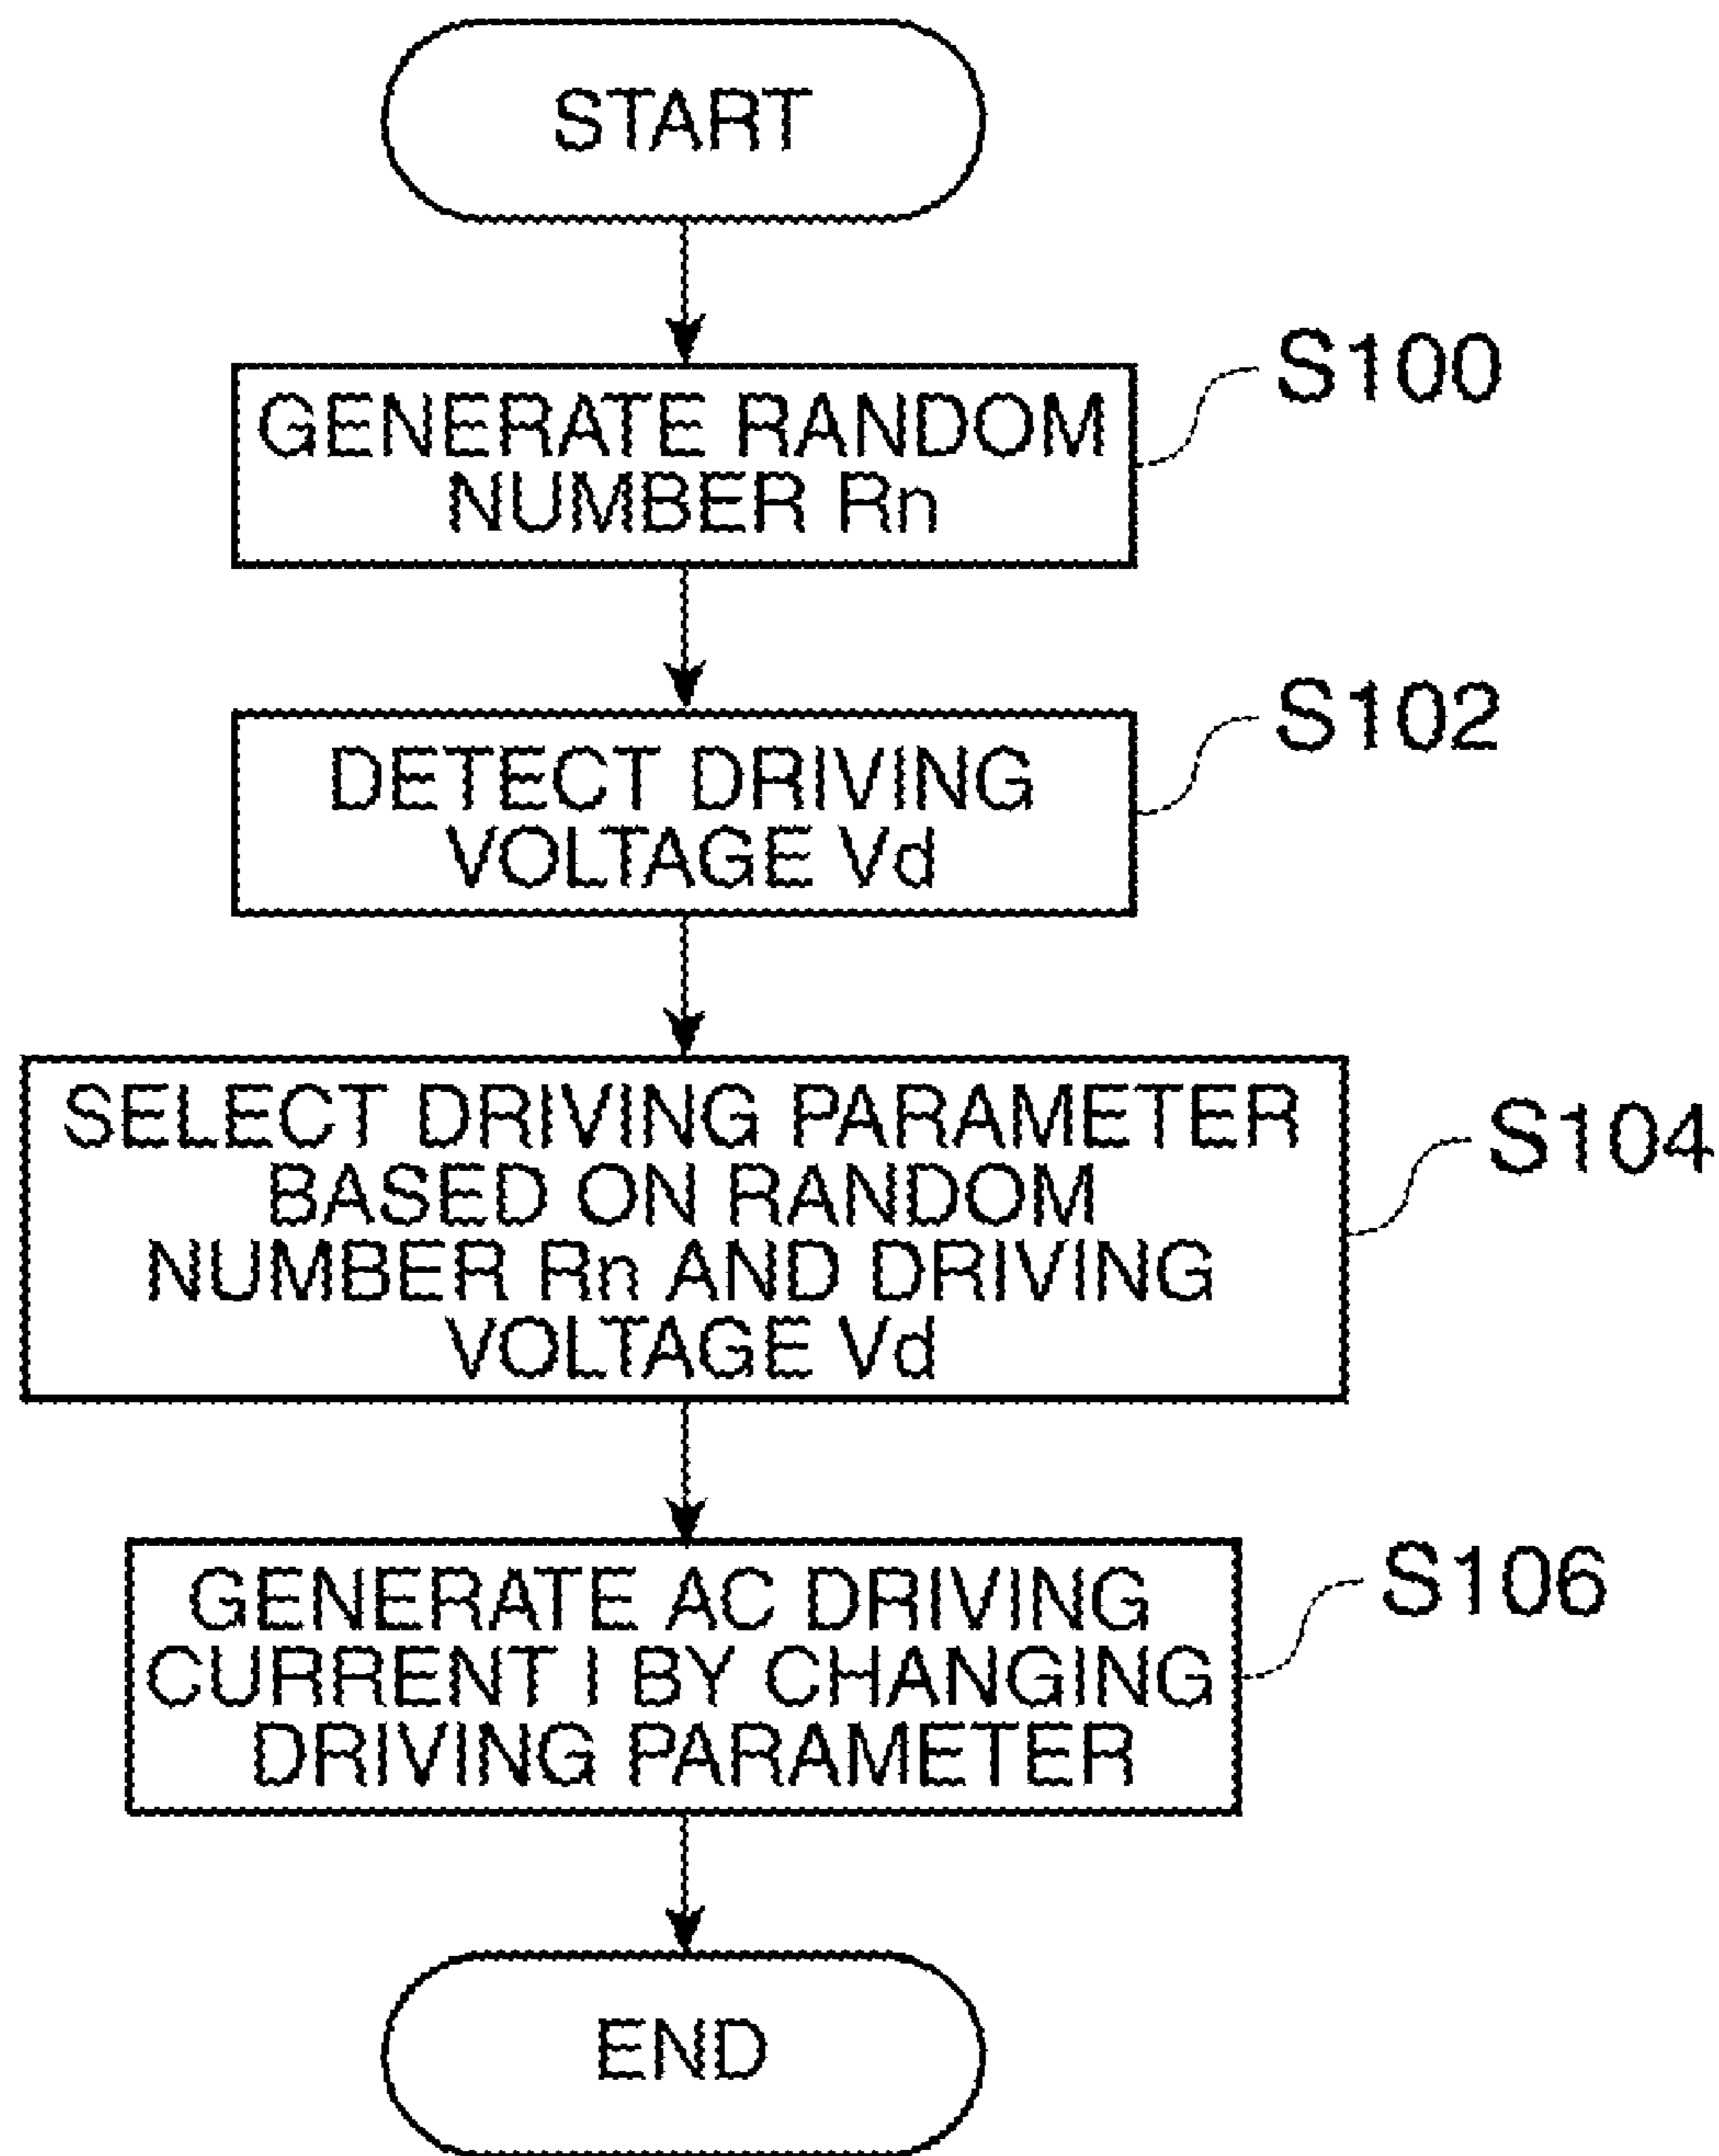 START
S100
GENERATE RANDOM
NUMBER Rn
S102
DETECT DRIVING
VOLTAGE Vd
SELECT DRIVING PARAMETER
S104
BASED ON RANDOM
NUMBER Rn AND DRIVING
VOLTAGE Vd
GENERATE AC DRIVING
S106
CURRENT I BY CHANGING
DRIVING PARAMETER
END